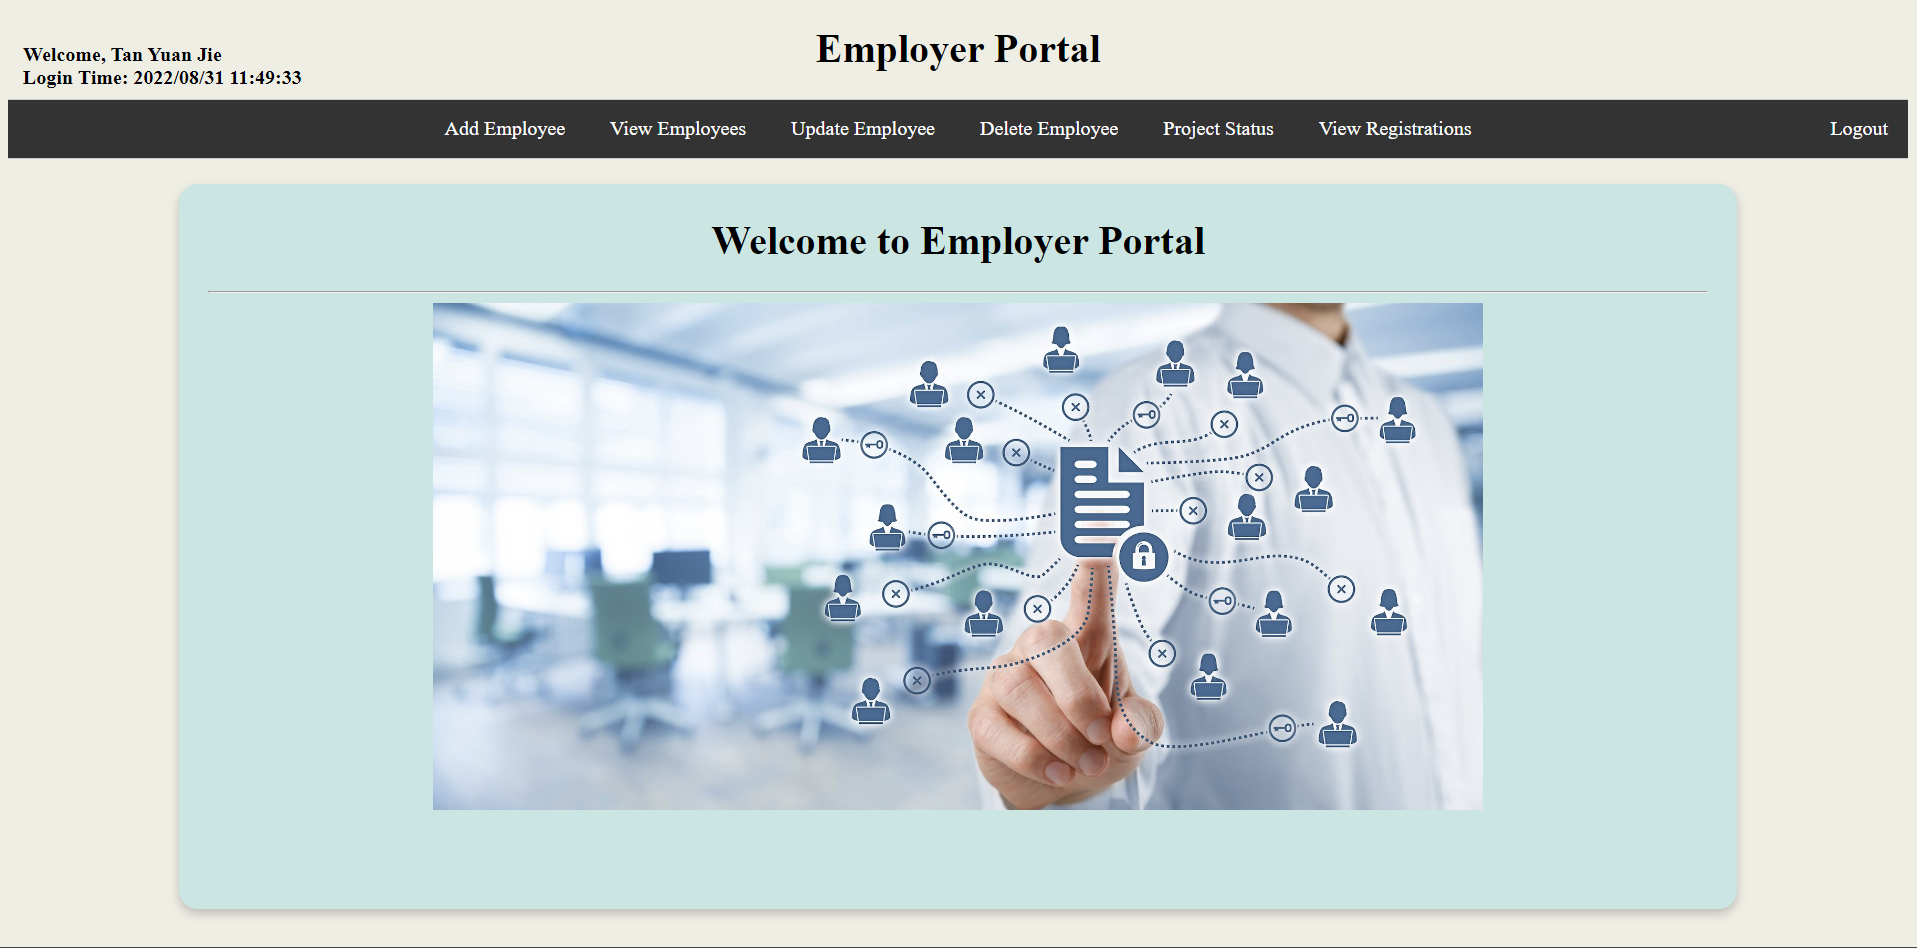 Employer Portal
Welcome, Tan Yuan Jie
Login Time: 2022/08/31 11:49:33
Add Employee View Employees Update Employee Delete Employee Project Status View Registrations Logout
Welcome to Employer Portal